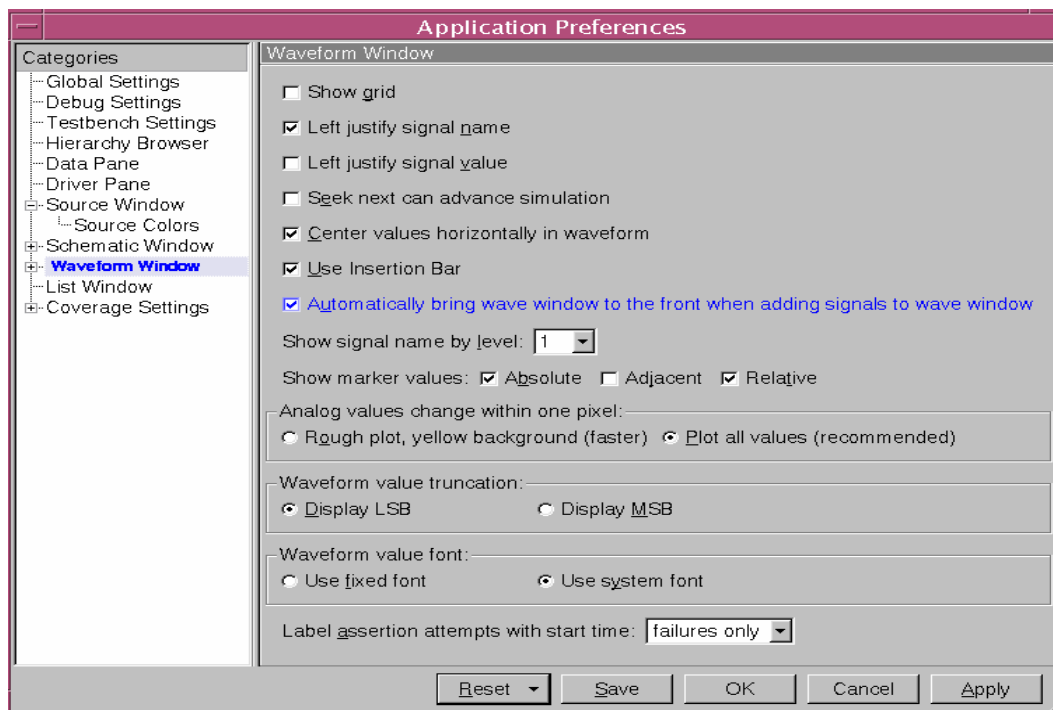 Application Preferences
Categories
Global Settings
Debug Settings
Testbench Settings
Hierarchy Browser
Data Pane
Driver Pane
Source Window
Source Colors
Schematic Window
Waveform Window
List Window
Coverage Settings
Waveform Window
Show grid
Left justify signal name
Left justify signal value
Seek next can advance simulation
Center values horizontally in waveform
Use Insertion Bar
Automatically bring wave window to the front when adding signals to wave window
Show signal name by level: 1
Show marker values: Absolute Adjacent Relative
Analog values change within one pixel:
Rough plot, yellow background (faster) Plot all values (recommended)
Waveform value truncation:
Display LSB Display MSB
Waveform value font:
Use fixed font Use system font
Label assertion attempts with start time: failures only
Reset Save OK Cancel Apply